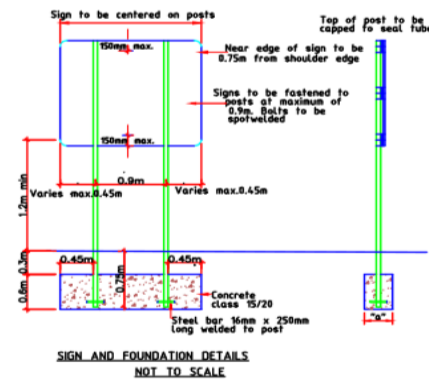 Sign to be centered on posts
Top of post to be
capped to seal tube
150mm max.
Near edge of sign to be
0.75m from shoulder edge
Signs to be fastened to
posts at maximum of
0.9m. Bolts to be
spotwelded
150mm max.
0.9m
Varies max.0.45m
Varies max.0.45m
1.2m min
0.3m
0.6m
0.45m
0.75m
0.45m
Concrete
class 15/20
Steel bar 16mm x 250mm
long welded to post
"a"
SIGN AND FOUNDATION DETAILS
NOT TO SCALE